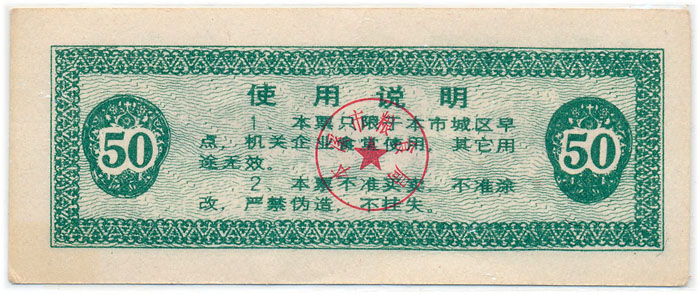 使用说明
1、本票只限于本市城区早
点，机关企业食堂使用，其它用
途无效。
2、本票不准买卖，不准涂
改，严禁伪造，不挂失。
50
50